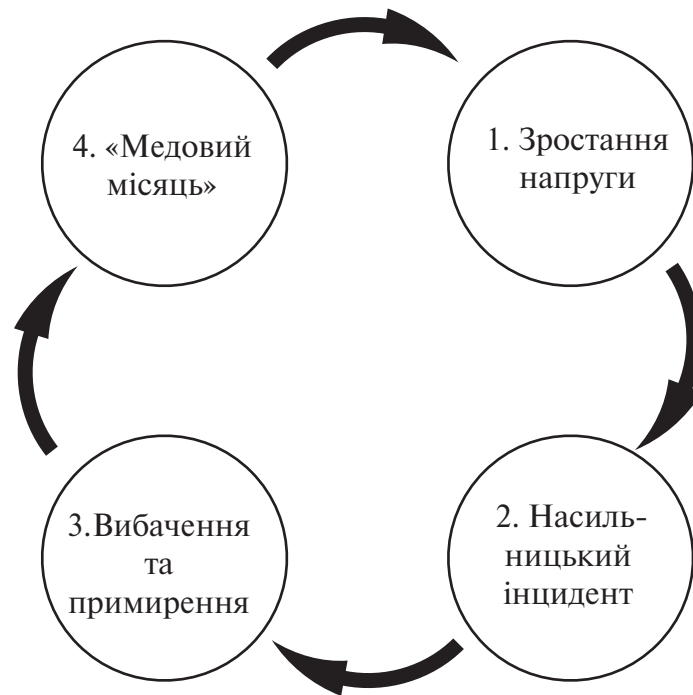 4. «Медовий
місяць»
1. Зростання
напруги
3.Вибачення
та
примирення
2. Насиль-
ницький
інцидент